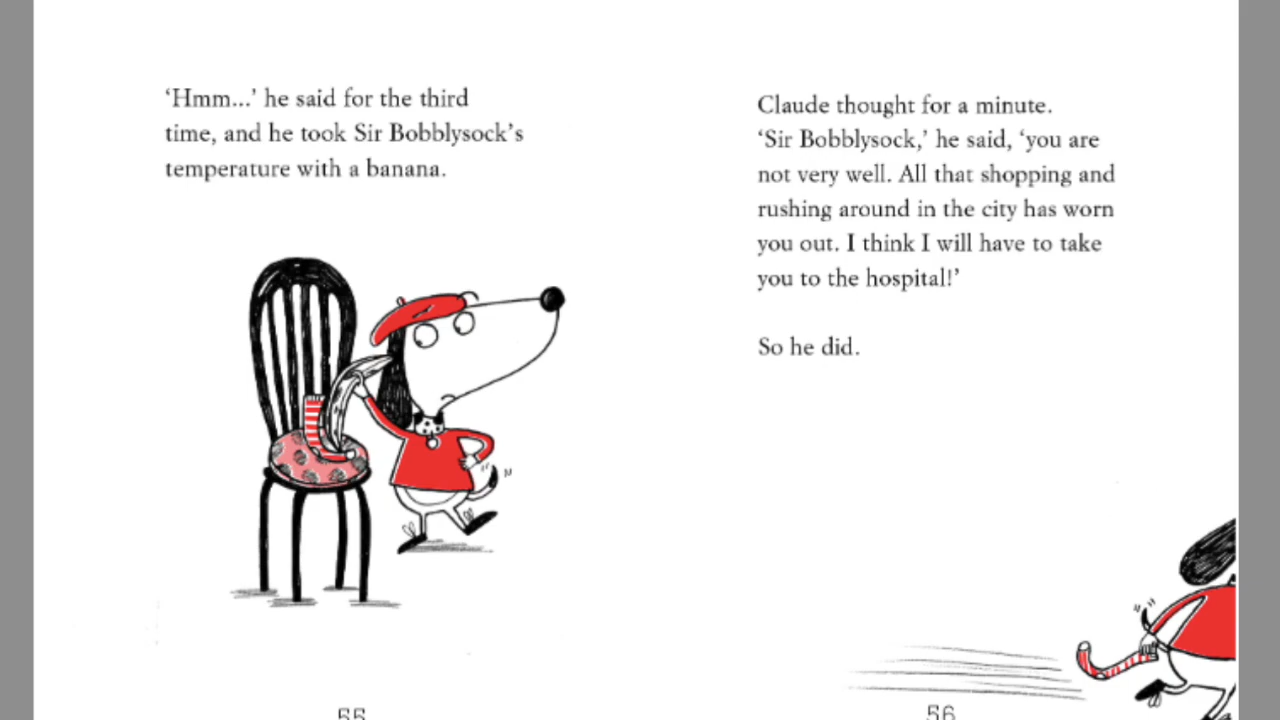 ‘Hmm...’ he said for the third
time, and he took Sir Bobblysock’s
temperature with a banana.
55
Claude thought for a minute.
‘Sir Bobblysock,’ he said, ‘you are
not very well. All that shopping and
rushing around in the city has worn
you out. I think I will have to take
you to the hospital!’
So he did.
56